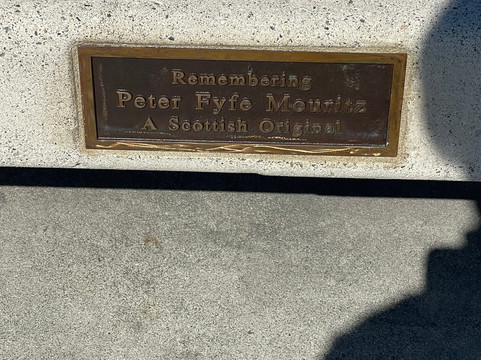 Remembering
Peter Fyfe Mouritz
A Scottish Original